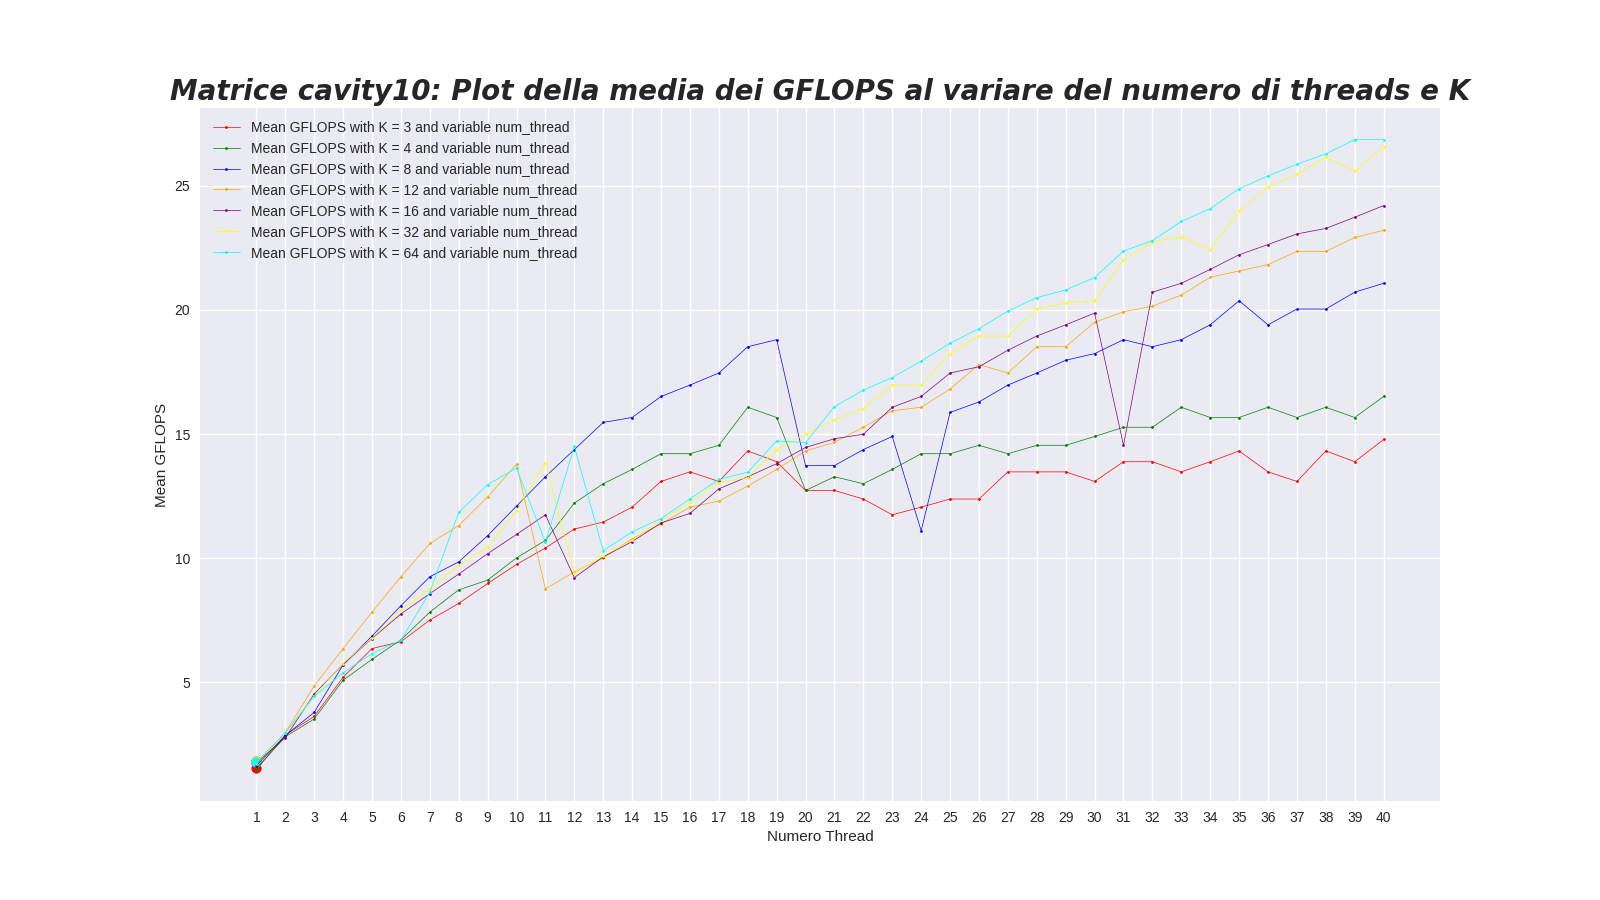 Matrice cavity10: Plot della media dei GFLOPS al variare del numero di threads e K
Mean GFLOPS with K = 3 and variable num_thread
Mean GFLOPS with K = 4 and variable num_thread
Mean GFLOPS with K = 8 and variable num_thread
Mean GFLOPS with K = 12 and variable num_thread
Mean GFLOPS with K = 16 and variable num_thread
Mean GFLOPS with K = 32 and variable num_thread
Mean GFLOPS with K = 64 and variable num_thread
25
20
15
10
5
Mean GFLOPS
1 2 3 4 5 6 7 8 9 10 11 12 13 14 15 16 17 18 19 20 21 22 23 24 25 26 27 28 29 30 31 32 33 34 35 36 37 38 39 40
Numero Thread